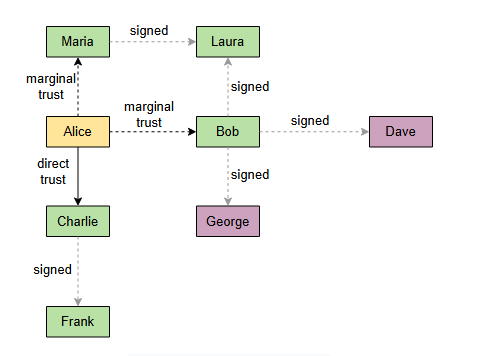 signed
Maria
Laura
marginal
trust
signed
marginal
trust
signed
Alice
Bob
Dave
direct
trust
signed
Charlie
George
signed
Frank